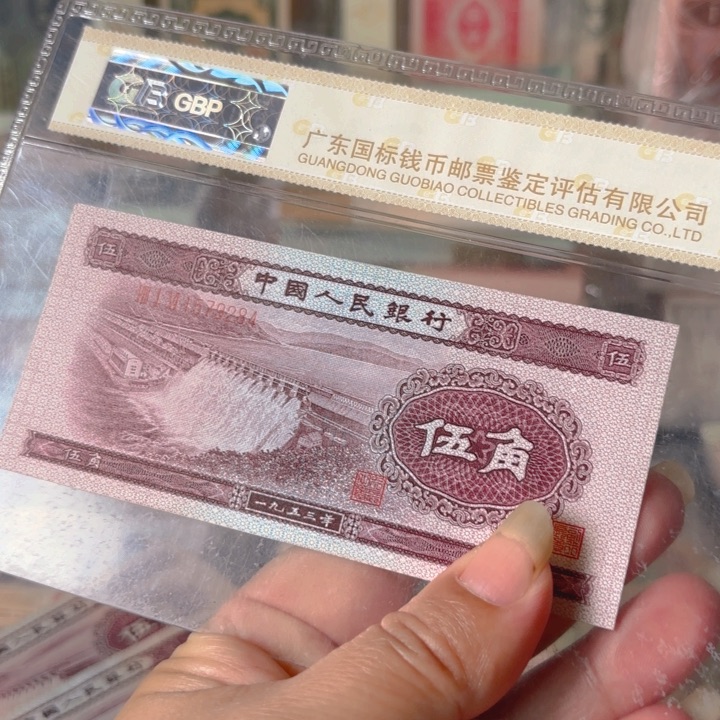 GBP
广东国标钱币邮票鉴定评估有限公司
GUANGDONG GUOBIAO COLLECTIBLES GRADING CO.,LTD
伍
中國人民銀行
伍
伍角
伍角
一九五三年